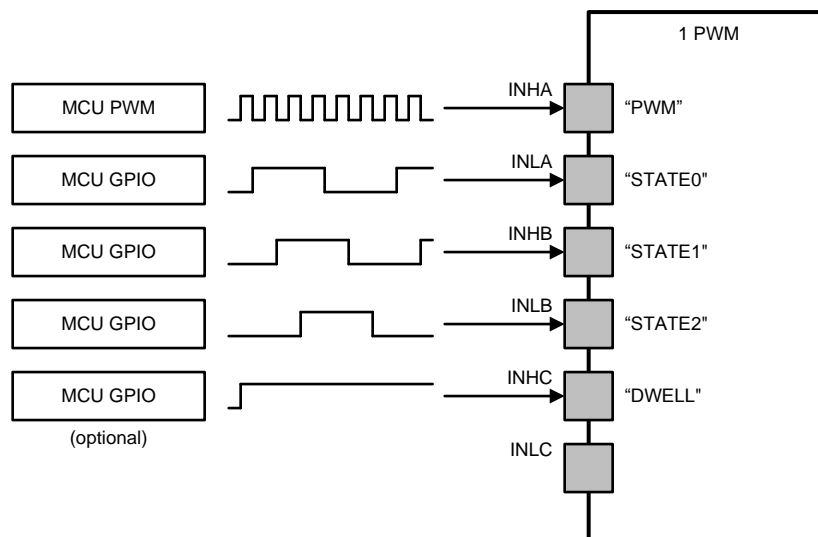 1 PWM
MCU PWM
INHA
“PWM”
MCU GPIO
INLA
“STATE0"
MCU GPIO
INHB
“STATE1"
MCU GPIO
INLB
“STATE2"
MCU GPIO
INHC
“DWELL"
(optional)
INLC